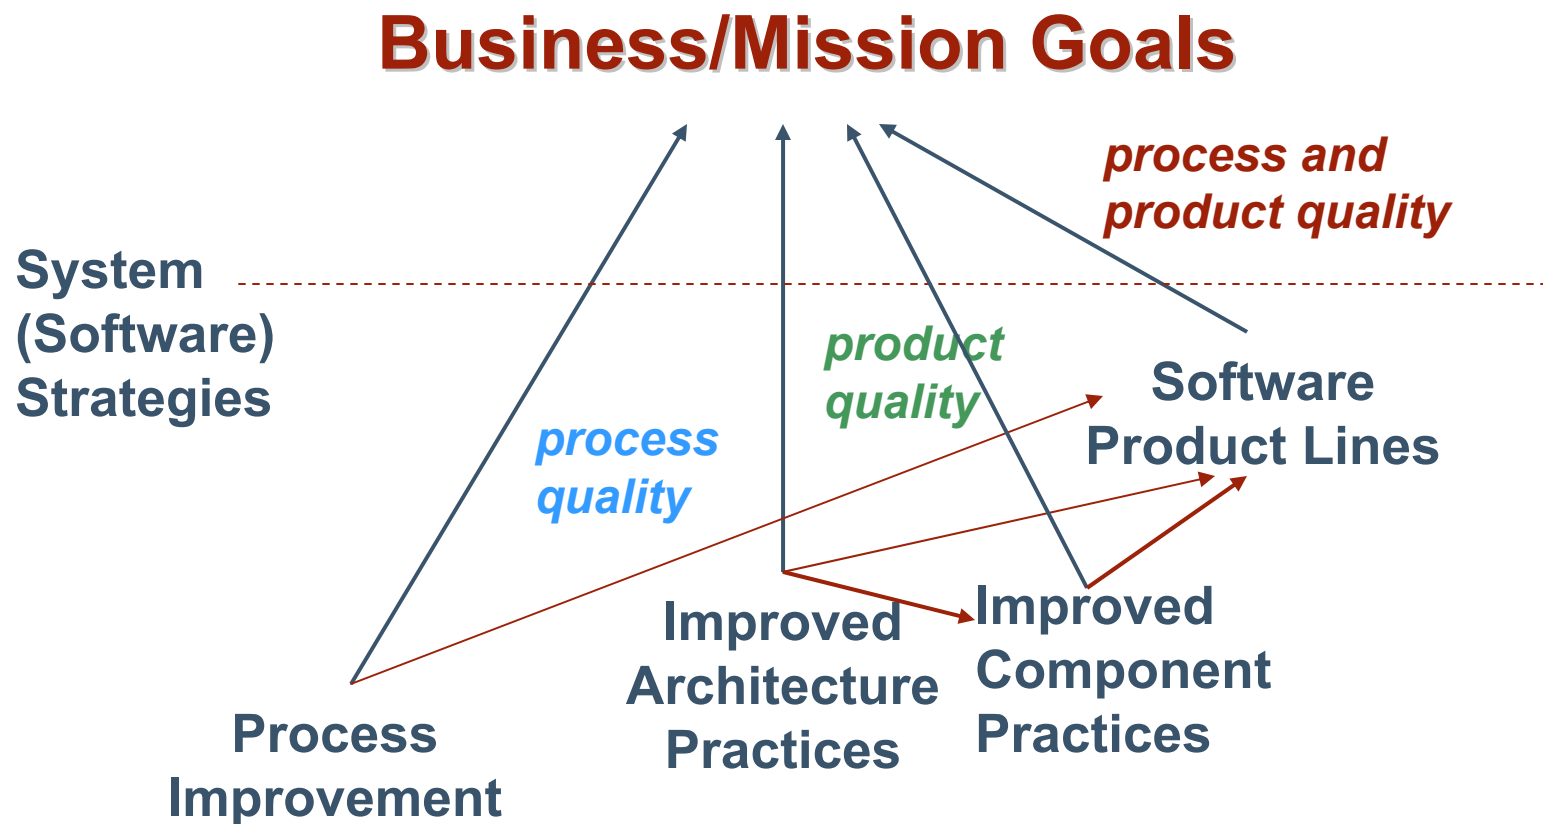 Business/Mission Goals
process and
product quality
System
(Software)
Strategies
product
quality
Software
Product Lines
process
quality
Improved
Architecture
Practices
Improved
Component
Practices
Process
Improvement